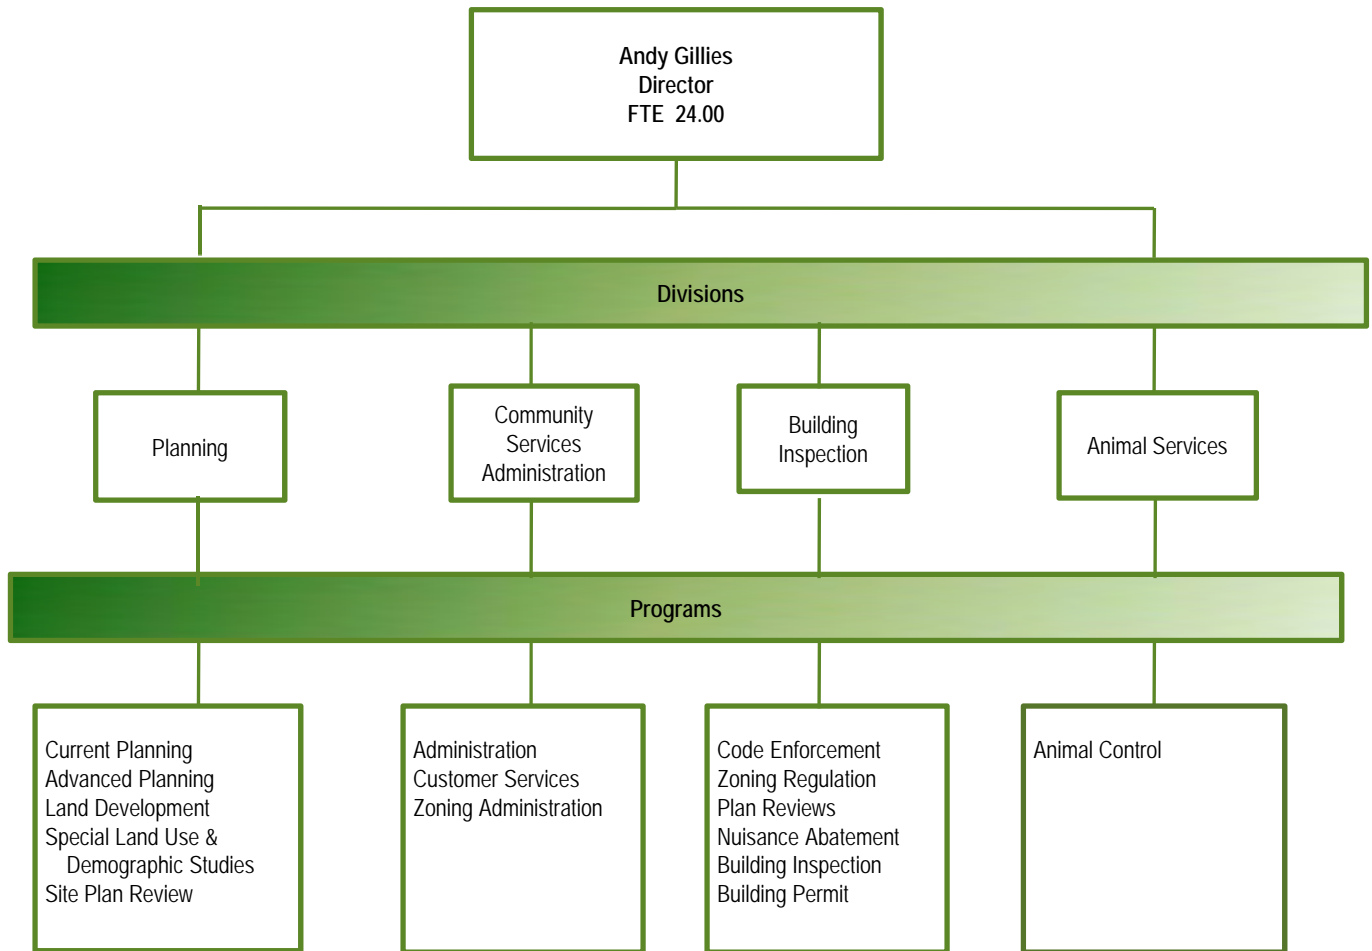 Andy Gillies
Director
FTE 24.00
Divisions
Planning
Community
Services
Administration
Building
Inspection
Animal Services
Programs
Current Planning
Advanced Planning
Land Development
Special Land Use &
Demographic Studies
Site Plan Review
Administration
Customer Services
Zoning Administration
Code Enforcement
Zoning Regulation
Plan Reviews
Nuisance Abatement
Building Inspection
Building Permit
Animal Control